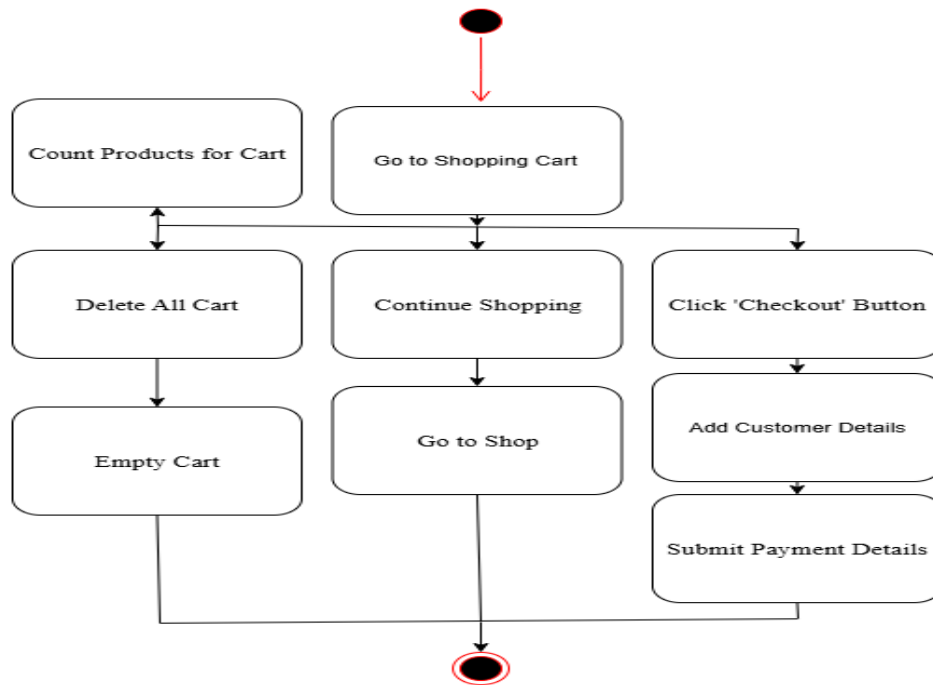 Count Products for Cart
Go to Shopping Cart
Delete All Cart
Continue Shopping
Click 'Checkout' Button
Empty Cart
Go to Shop
Add Customer Details
Submit Payment Details